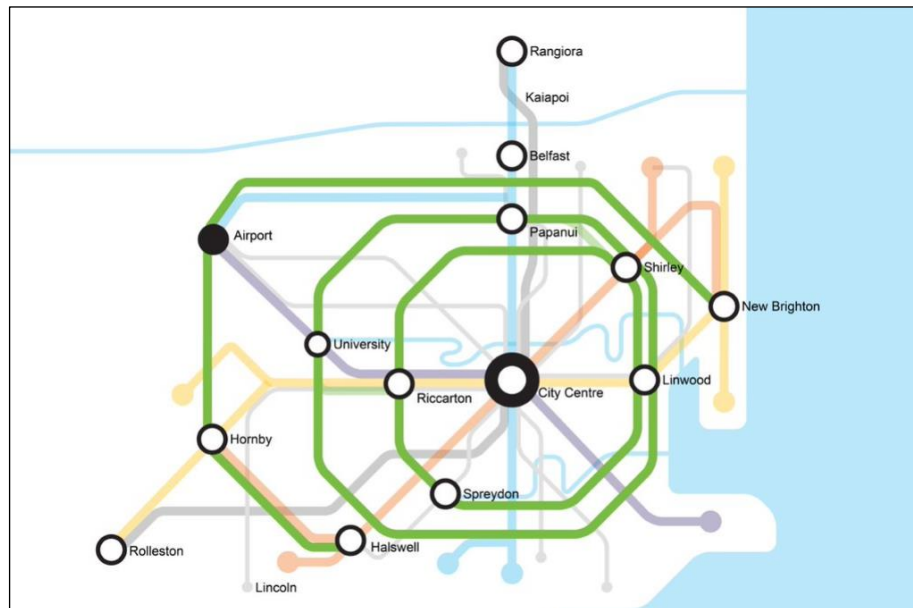 Rangiora
Kaiapoi
Belfast
Papanui
Airport
Shirley
New Brighton
University
Riccarton
City Centre
Linwood
Hornby
Spreydon
Rolleston
Halswell
Lincoln